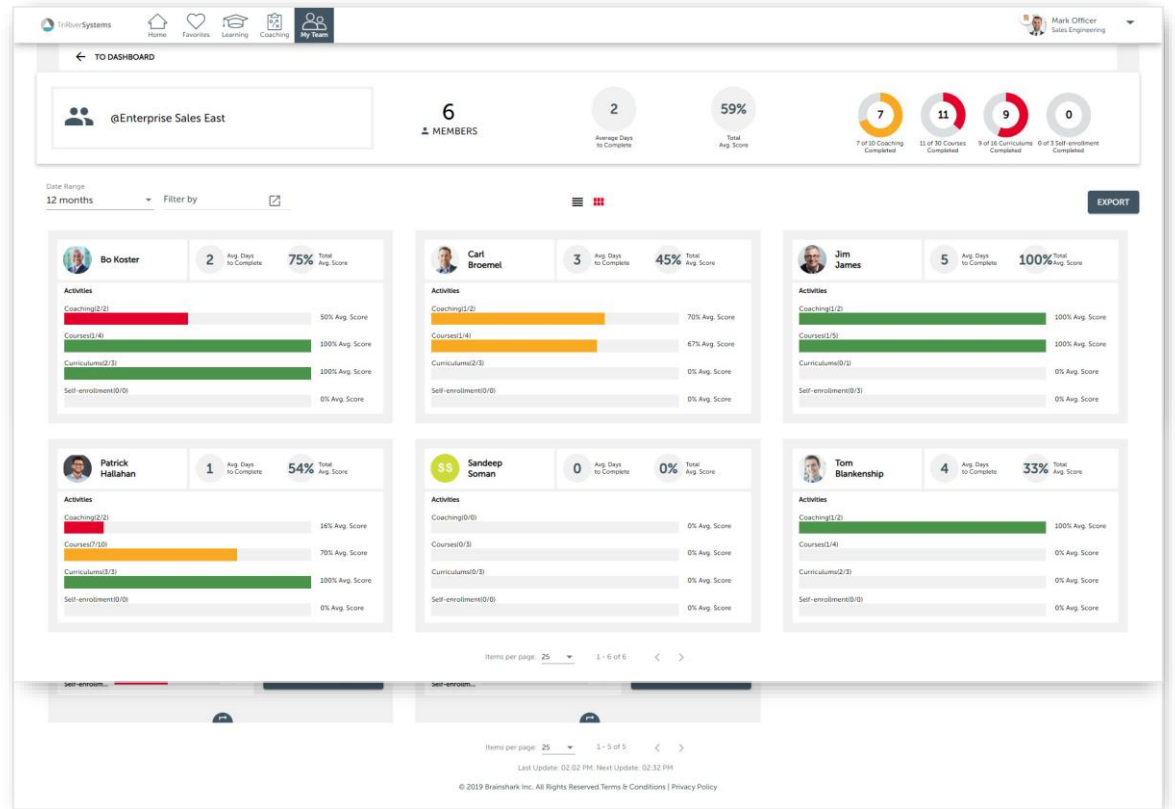 TriRiverSystems
Home
Favorites
Learning
Coaching
My Team
Mark Officer
Sales Engineering
TO DASHBOARD
@Enterprise Sales East
6
MEMBERS
2
Average Days
to Complete
59%
Total
Avg. Score
7
7 of 10 Coaching
Completed
11
11 of 30 Courses
Completed
9
9 of 16 Curriculums
Completed
0
0 of 3 Self-enrollment
Completed
Date Range
12 months
Filter by
EXPORT
Bo Koster
2 Avg. Days
to Complete
75% Total
Avg. Score
Activities
Coaching(2/2)
50% Avg. Score
Courses(1/4)
100% Avg. Score
Curriculums(2/3)
100% Avg. Score
Self-enrollment(0/0)
0% Avg. Score
Carl
Broemel
3 Avg. Days
to Complete
45% Total
Avg. Score
Activities
Coaching(1/2)
70% Avg. Score
Courses(1/4)
67% Avg. Score
Curriculums(2/3)
0% Avg. Score
Self-enrollment(0/0)
0% Avg. Score
Jim
James
5 Avg. Days
to Complete
100% Total
Avg. Score
Activities
Coaching(1/2)
100% Avg. Score
Courses(1/5)
100% Avg. Score
Curriculums(0/1)
0% Avg. Score
Self-enrollment(0/3)
0% Avg. Score
Patrick
Hallahan
1 Avg. Days
to Complete
54% Total
Avg. Score
Activities
Coaching(2/2)
16% Avg. Score
Courses(7/10)
70% Avg. Score
Curriculums(3/3)
100% Avg. Score
Self-enrollment(0/0)
0% Avg. Score
SS
Sandeep
Soman
0 Avg. Days
to Complete
0% Total
Avg. Score
Activities
Coaching(0/0)
0% Avg. Score
Courses(0/3)
0% Avg. Score
Curriculums(0/3)
0% Avg. Score
Self-enrollment(0/0)
0% Avg. Score
Tom
Blankenship
4 Avg. Days
to Complete
33% Total
Avg. Score
Activities
Coaching(1/2)
100% Avg. Score
Courses(1/4)
0% Avg. Score
Curriculums(2/3)
0% Avg. Score
Self-enrollment(0/0)
0% Avg. Score
Items per page: 25 1 - 6 of 6
Self-enrollm...
Self-enrollm...
Items per page: 25 1 - 5 of 5
Last Update: 02:02 PM. Next Update: 02:32 PM
© 2019 Brainshark Inc. All Rights Reserved Terms & Conditions | Privacy Policy